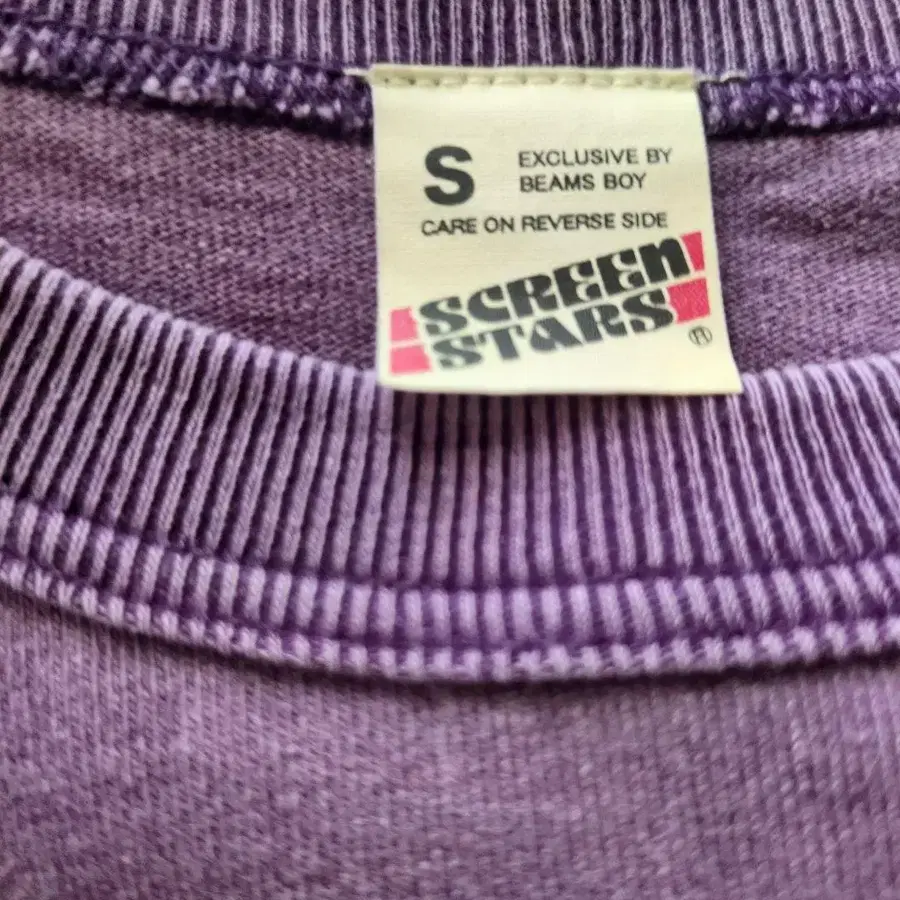 S
EXCLUSIVE BY
BEAMS BOY
CARE ON REVERSE SIDE
SCREEN
STARS
®